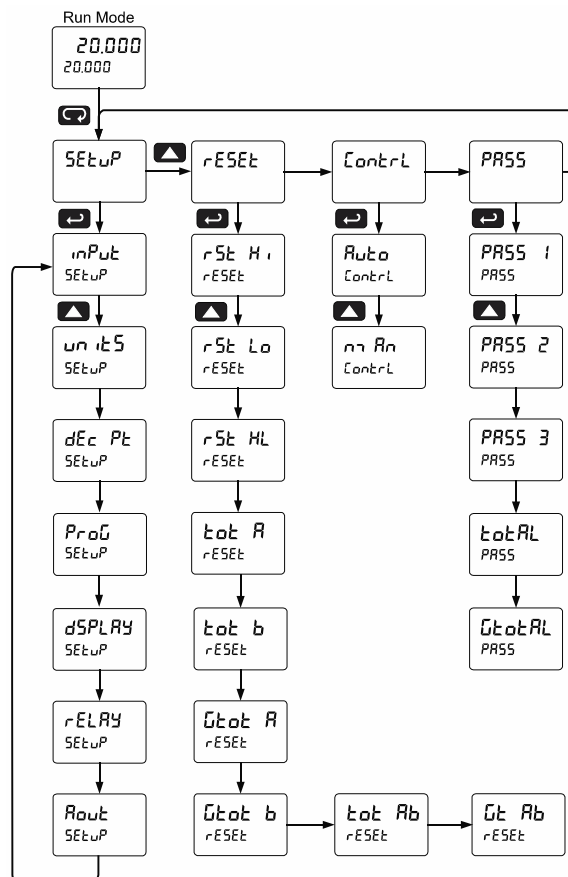 Run Mode
20.000
20.000
SEtuP
rESEt
ContrL
PASS
inPut
SEtuP
rSt Hi
rESEt
Auto
ContrL
PASS 1
PASS
unitS
SEtuP
rSt Lo
rESEt
mAn
ContrL
PASS 2
PASS
dEc Pt
SEtuP
rSt HL
rESEt
PASS 3
PASS
ProG
SEtuP
tot A
rESEt
totAL
PASS
dSPLAY
SEtuP
tot b
rESEt
GtotAL
PASS
rELAY
SEtuP
Gtot A
rESEt
Aout
SEtuP
Gtot b
rESEt
tot Ab
rESEt
Gt Ab
rESEt